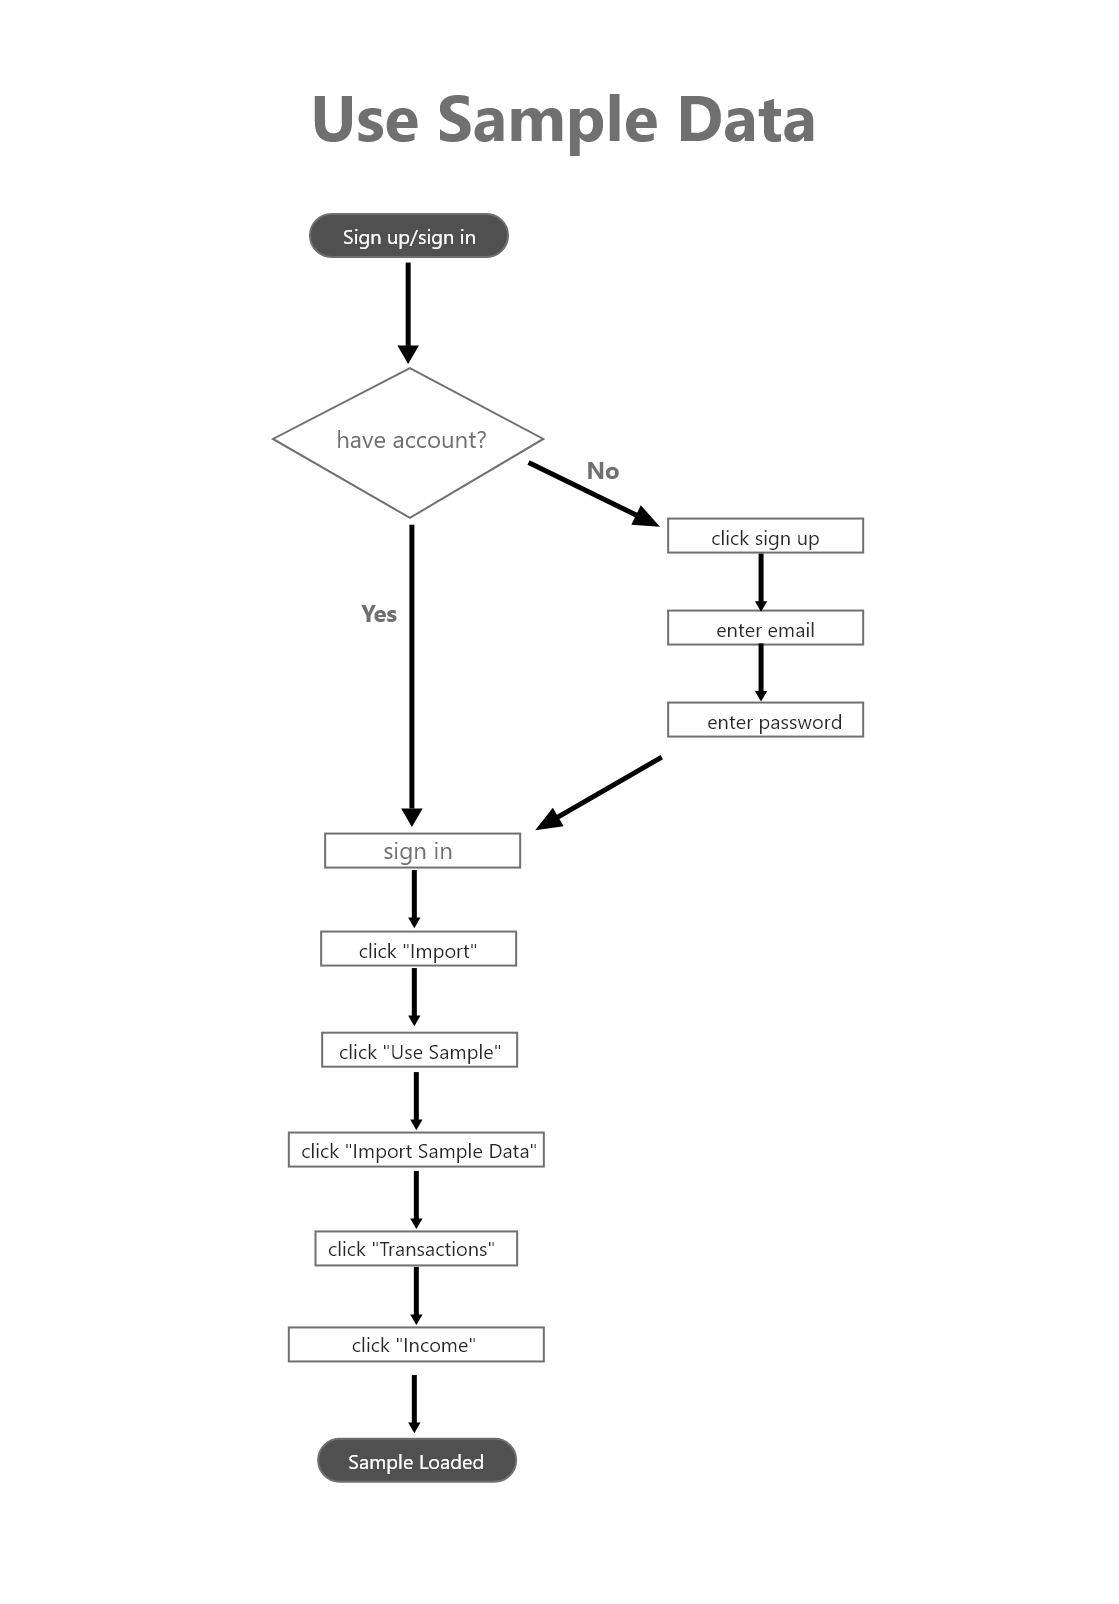 Use Sample Data
Sign up/sign in
have account?
No
click sign up
enter email
enter password
Yes
sign in
click "Import"
click "Use Sample"
click "Import Sample Data"
click "Transactions"
click "Income"
Sample Loaded